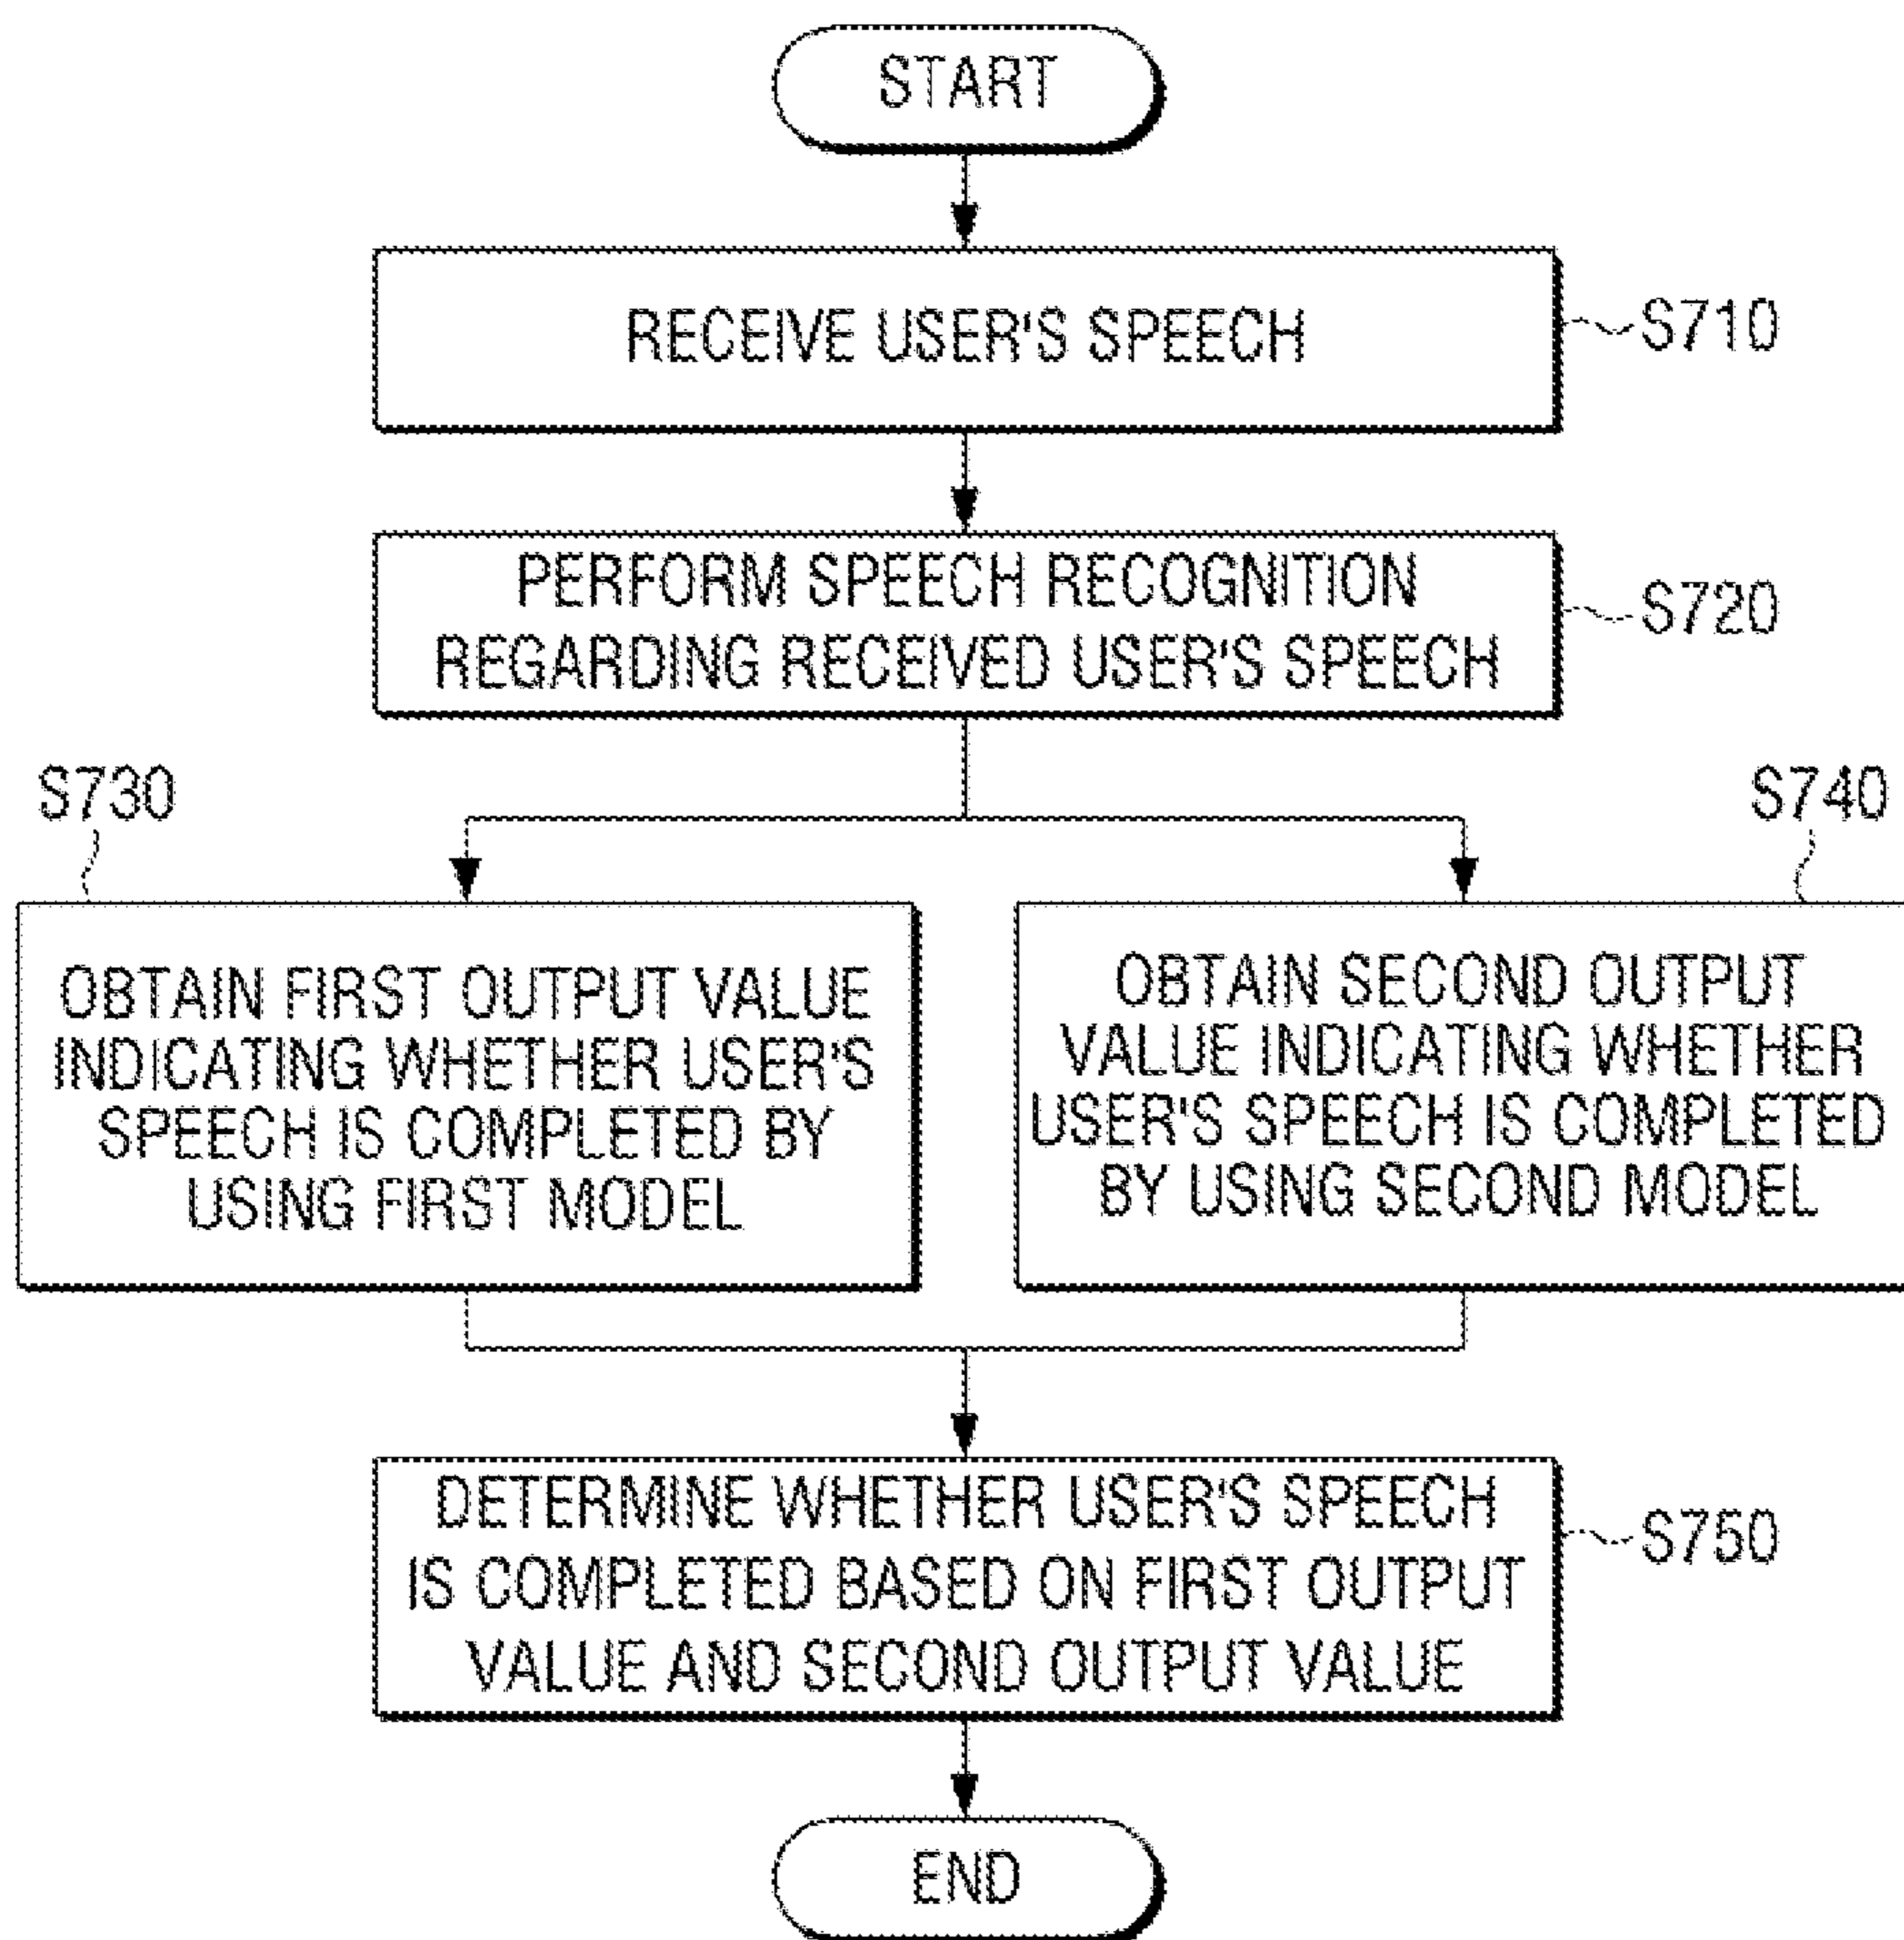 START
RECEIVE USER'S SPEECH
S710
PERFORM SPEECH RECOGNITION
REGARDING RECEIVED USER'S SPEECH
S720
S730
OBTAIN FIRST OUTPUT VALUE
INDICATING WHETHER USER'S
SPEECH IS COMPLETED BY
USING FIRST MODEL
S740
OBTAIN SECOND OUTPUT
VALUE INDICATING WHETHER
USER'S SPEECH IS COMPLETED
BY USING SECOND MODEL
DETERMINE WHETHER USER'S SPEECH
IS COMPLETED BASED ON FIRST OUTPUT
VALUE AND SECOND OUTPUT VALUE
S750
END